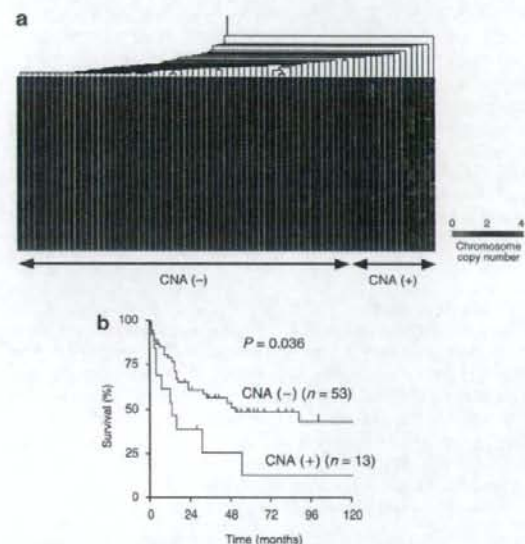 a
0 2 4
Chromosome
copy number
CNA (–) CNA (+)
b
100
75
50
25
0
Survival (%)
P = 0.036
CNA (–) (n = 53)
CNA (+) (n = 13)
0 24 48 72 96 120
Time (months)